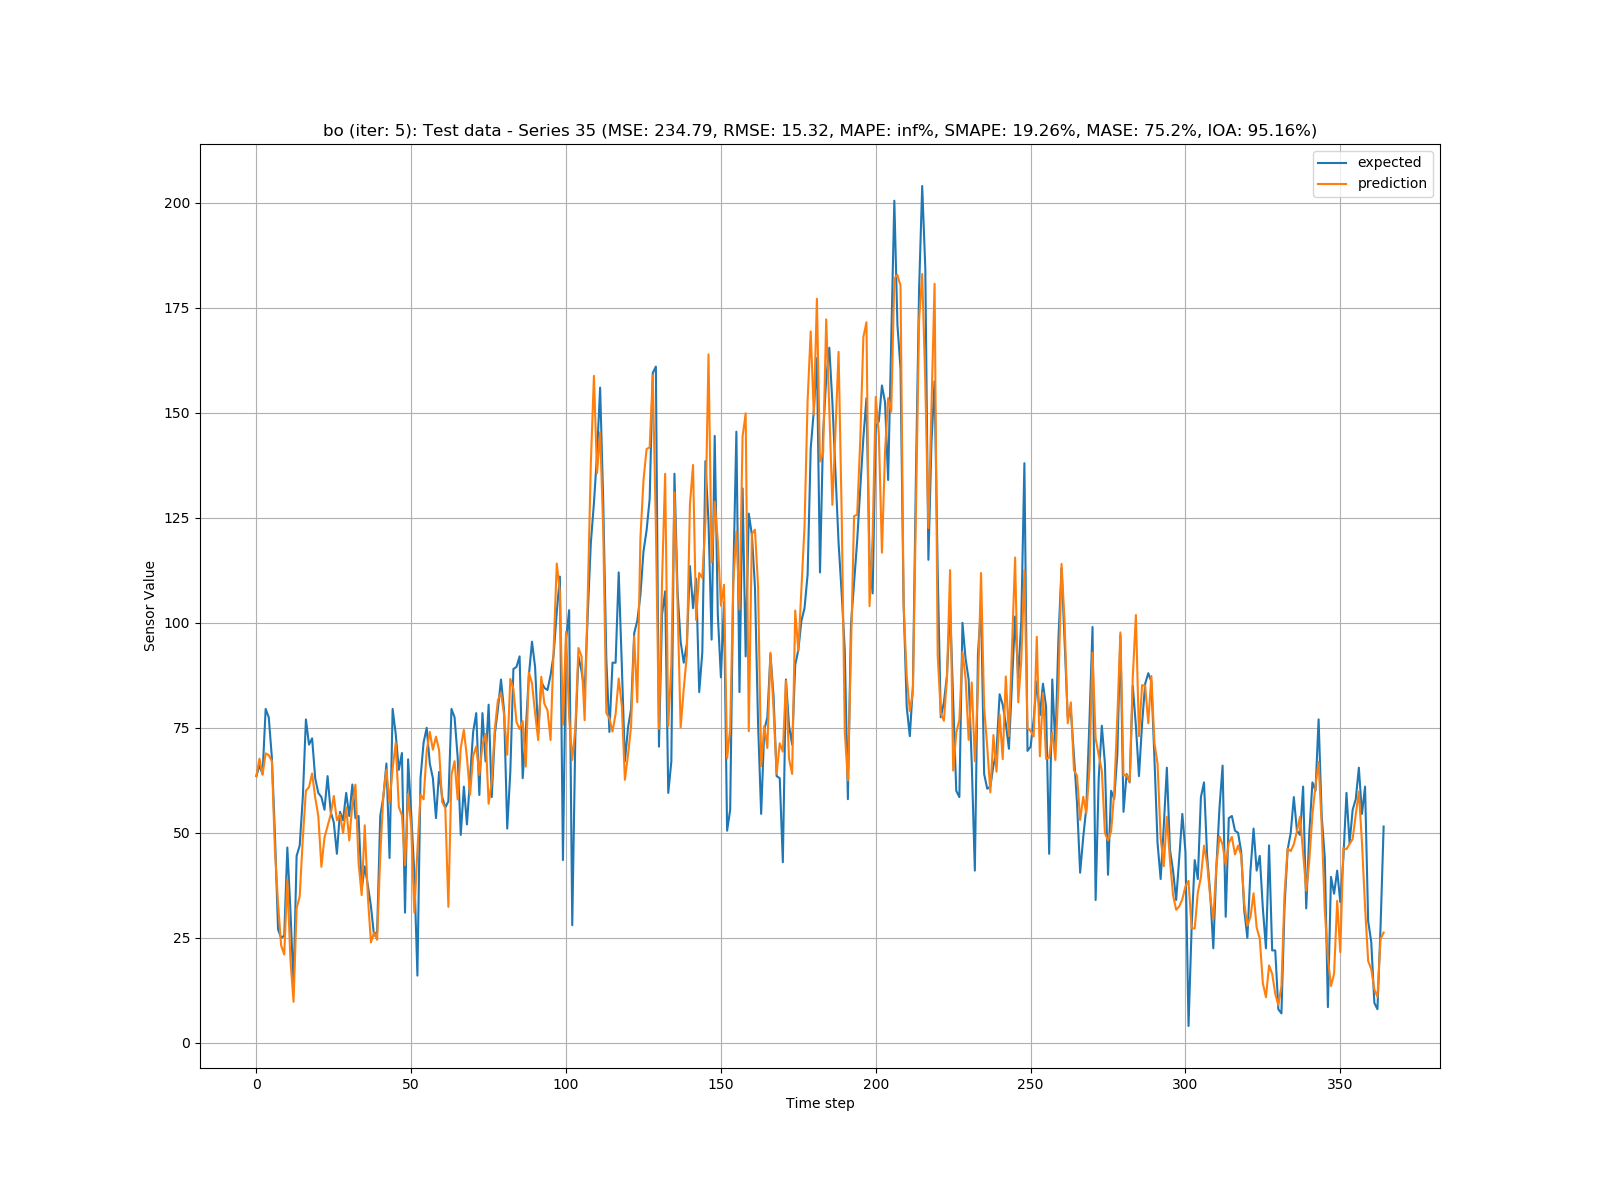 bo (iter: 5): Test data - Series 35 (MSE: 234.79, RMSE: 15.32, MAPE: inf%, SMAPE: 19.26%, MASE: 75.2%, IOA: 95.16%)
expected
prediction
200
175
150
125
100
75
50
25
0
Sensor Value
0 50 100 150 200 250 300 350
Time step